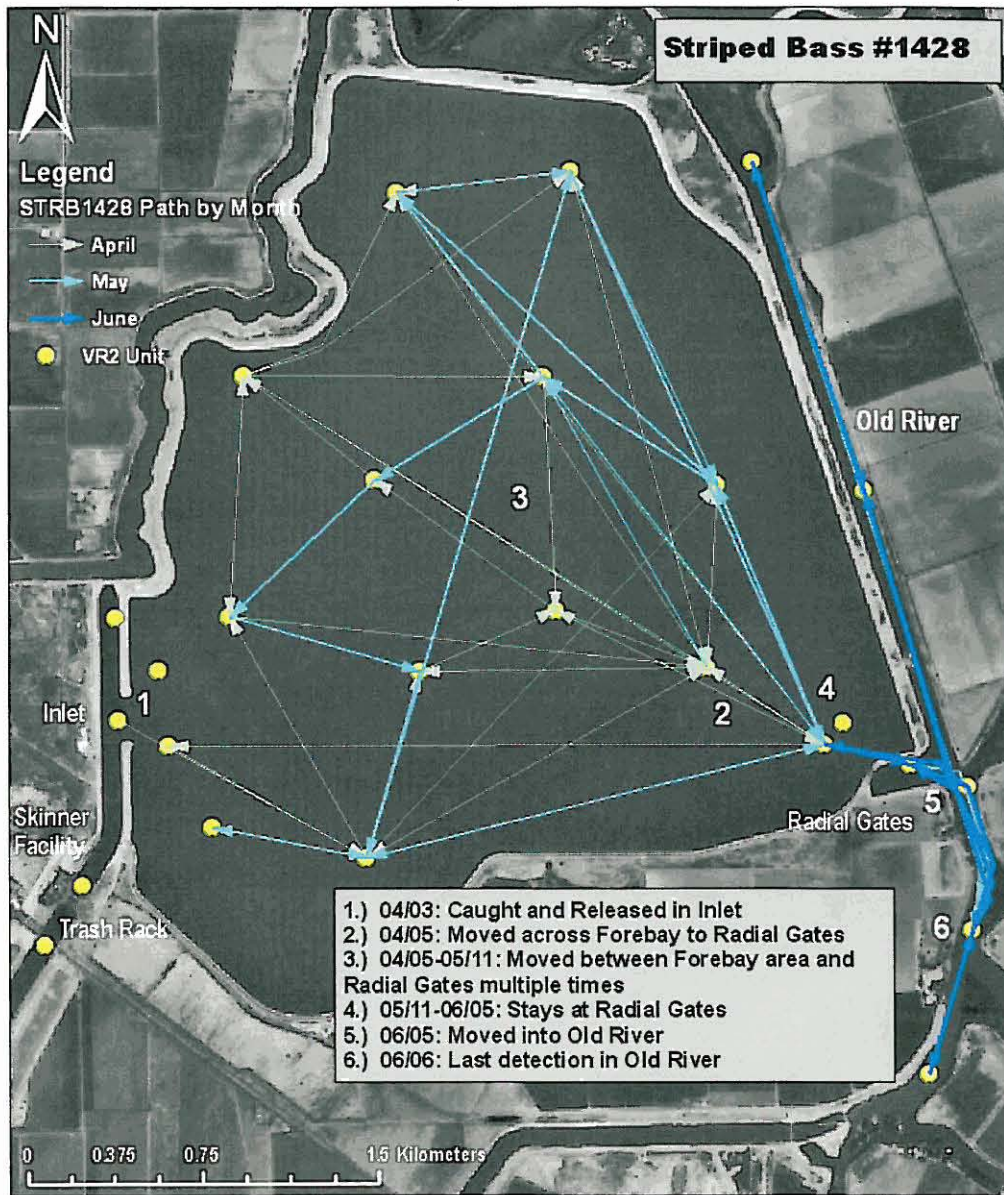 Striped Bass #1428
N
Legend
STRB1428 Path by Month
April
May
June
VR2 Unit
Old River
3
1
2
4
Inlet
5
Radial Gates
Skinner
Facility
6
Trash Rack
1.) 04/03: Caught and Released in Inlet
2.) 04/05: Moved across Forebay to Radial Gates
3.) 04/05-05/11: Moved between Forebay area and
Radial Gates multiple times
4.) 05/11-06/05: Stays at Radial Gates
5.) 06/05: Moved into Old River
6.) 06/06: Last detection in Old River
0 0.375 0.75 1.5 Kilometers